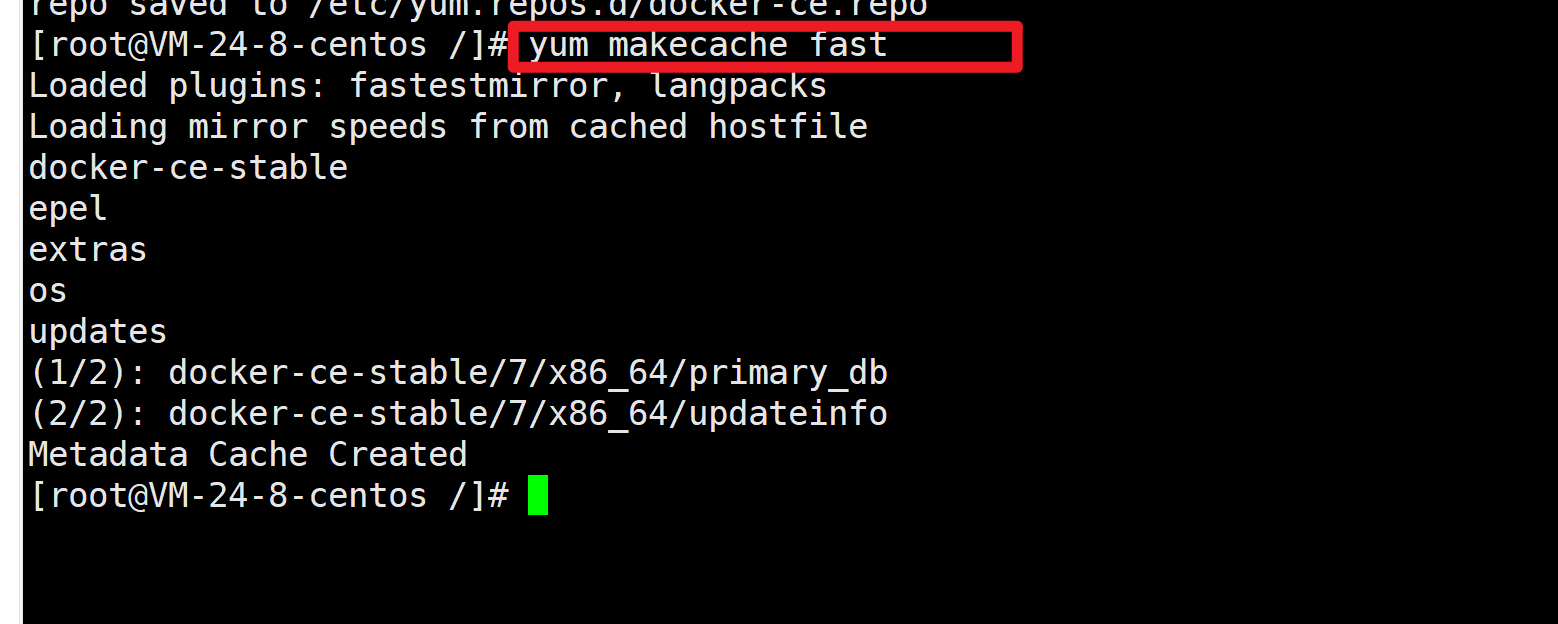 repo saved to /etc/yum.repos.d/docker-ce.repo
[root@VM-24-8-centos /]# yum makecache fast
Loaded plugins: fastestmirror, langpacks
Loading mirror speeds from cached hostfile
docker-ce-stable
epel
extras
os
updates
(1/2): docker-ce-stable/7/x86_64/primary_db
(2/2): docker-ce-stable/7/x86_64/updateinfo
Metadata Cache Created
[root@VM-24-8-centos /]#